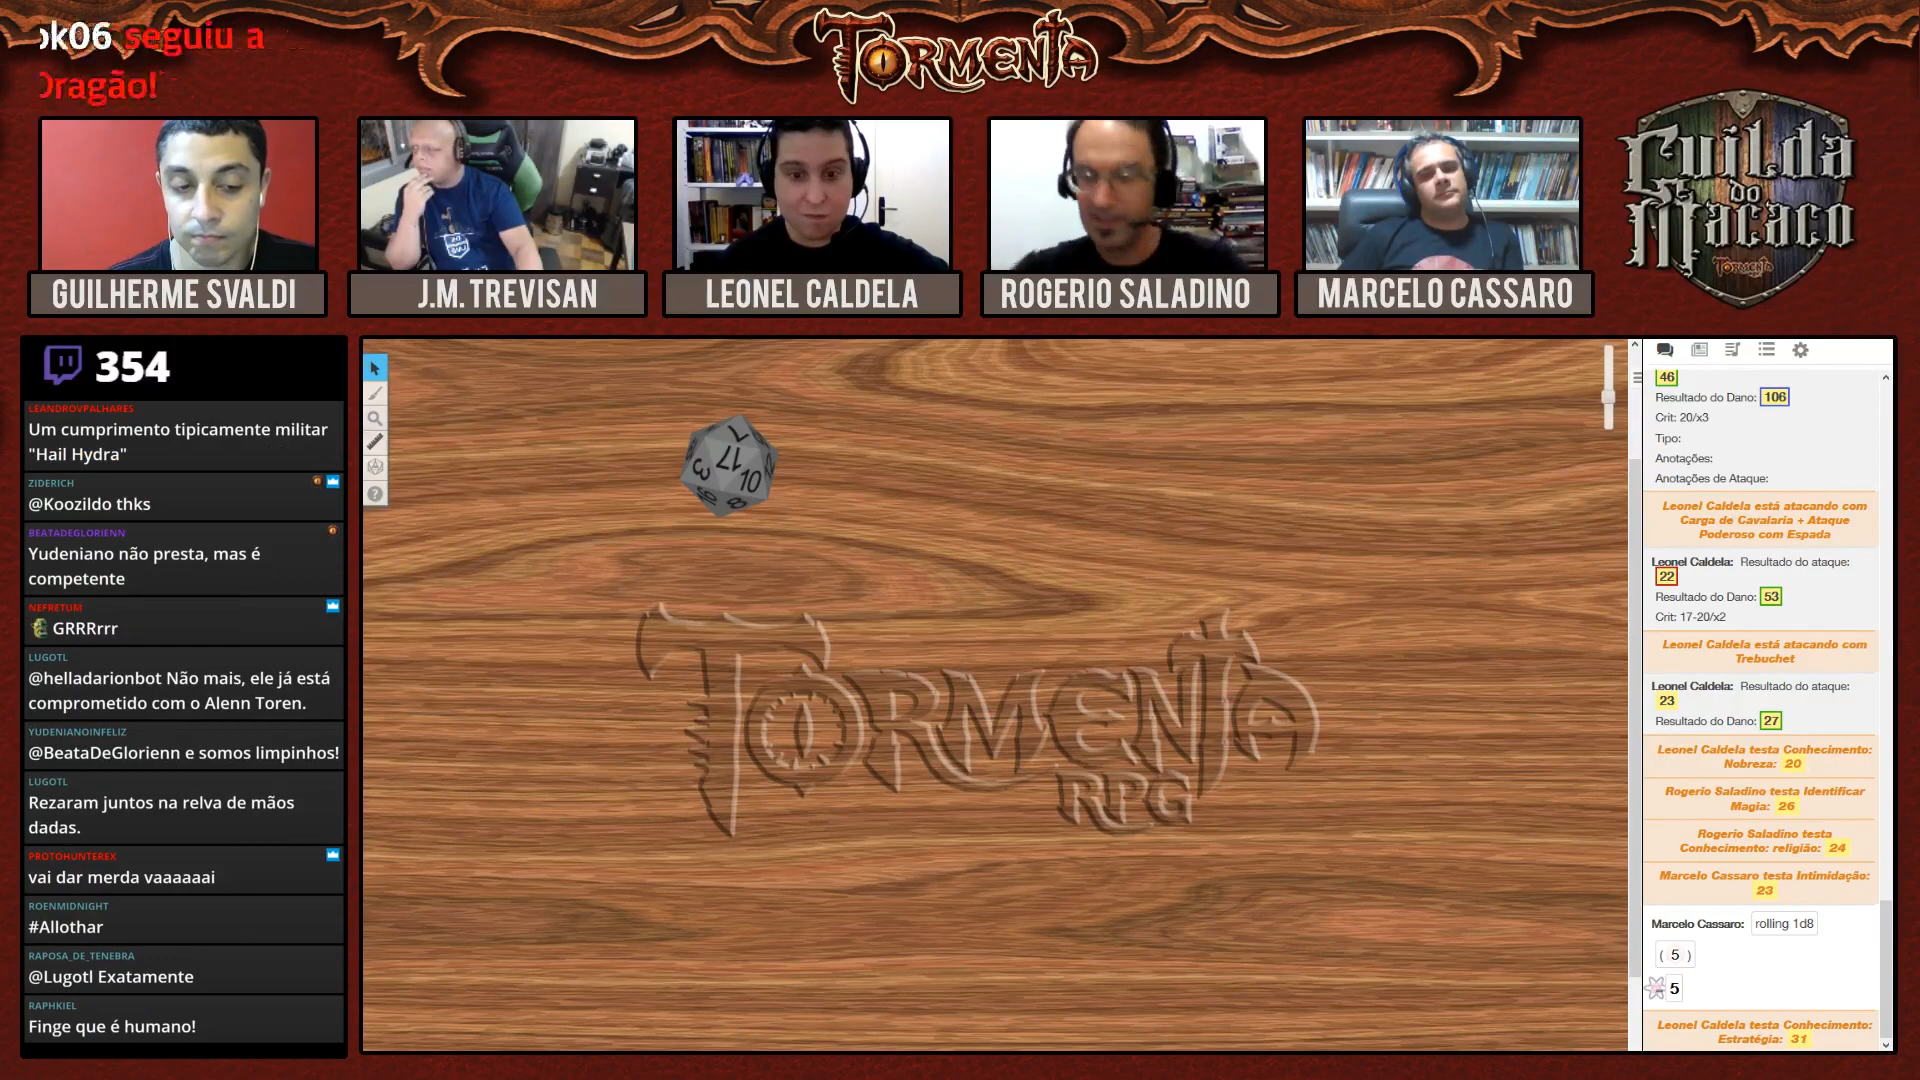 ok06 seguiu a
Dragão!
TORMENTA
Guilda
do
Macaco
TORMENTA
GUILHERME SVALDI
J.M. TREVISAN
LEONEL CALDELA
ROGERIO SALADINO
MARCELO CASSARO
354
LEANDROVPALHARES
Um cumprimento tipicamente militar
"Hail Hydra"
ZIDERICH
@Koozildo thks
BEATADEGLORIENN
Yudeniano não presta, mas é
competente
NEFRETUM
GRRRrrr
LUGOTL
@helladarionbot Não mais, ele já está
comprometido com o Alenn Toren.
YUDENIANOINFELIZ
@BeataDeGlorienn e somos limpinhos!
LUGOTL
Rezaram juntos na relva de mãos
dadas.
PROTOHUNTEREX
vai dar merda vaaaaaai
ROENMIDNIGHT
#Allothar
RAPOSA_DE_TENEBRA
@Lugotl Exatamente
RAPHKIEL
Finge que é humano!
7
17
3
10
8
TORMENTA
RPG
46
Resultado do Dano: 106
Crit: 20/x3
Tipo:
Anotações:
Anotações de Ataque:
Leonel Caldela está atacando com
Carga de Cavalaria + Ataque
Poderoso com Espada
Leonel Caldela: Resultado do ataque:
22
Resultado do Dano: 53
Crit: 17-20/x2
Leonel Caldela está atacando com
Trebuchet
Leonel Caldela: Resultado do ataque:
23
Resultado do Dano: 27
Leonel Caldela testa Conhecimento:
Nobreza: 20
Rogerio Saladino testa Identificar
Magia: 26
Rogerio Saladino testa
Conhecimento: religião: 24
Marcelo Cassaro testa Intimidação:
23
Marcelo Cassaro: rolling 1d8
( 5 )
5
Leonel Caldela testa Conhecimento:
Estratégia: 31